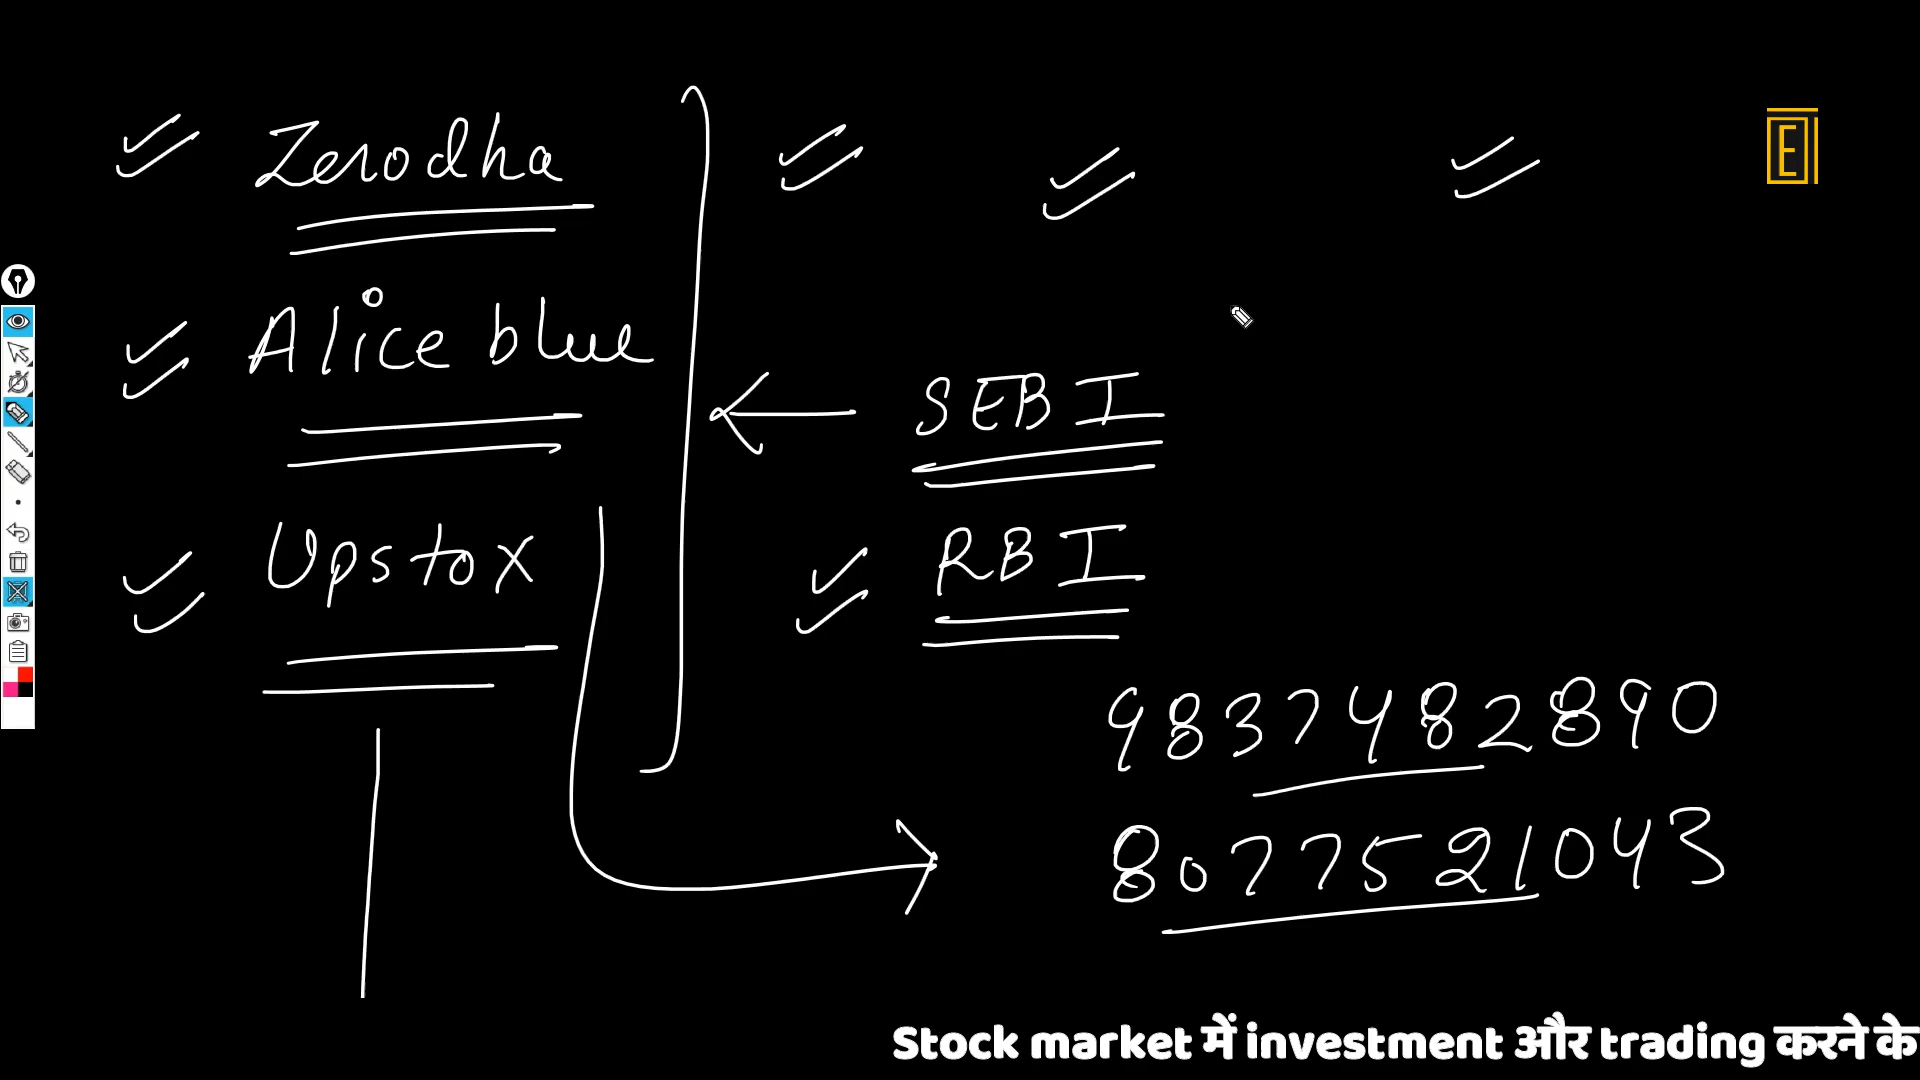 Zerodha
E
Alice blue
SEBI
Upstox
RBI
9837482890
8077521043
Stock market में investment और trading करने के